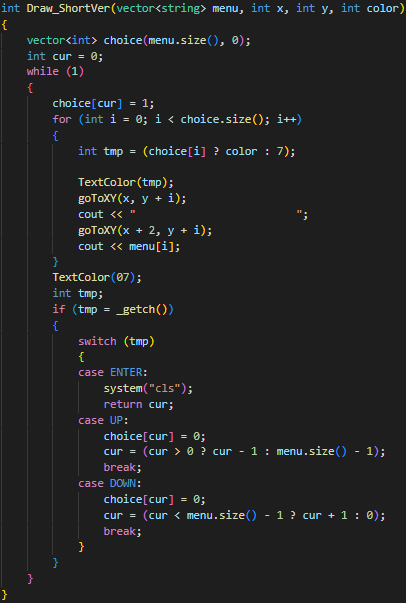 int Draw_ShortVer(vector<string> menu, int x, int y, int color)
{
    vector<int> choice(menu.size(), 0);
    int cur = 0;
    while (1)
    {
        choice[cur] = 1;
        for (int i = 0; i < choice.size(); i++)
        {
            int tmp = (choice[i] ? color : 7);

            TextColor(tmp);
            goToXY(x, y + i);
            cout << "                         ";
            goToXY(x + 2, y + i);
            cout << menu[i];
        }
        TextColor(07);
        int tmp;
        if (tmp = _getch())
        {
            switch (tmp)
            {
            case ENTER:
                system("cls");
                return cur;
            case UP:
                choice[cur] = 0;
                cur = (cur > 0 ? cur - 1 : menu.size() - 1);
                break;
            case DOWN:
                choice[cur] = 0;
                cur = (cur < menu.size() - 1 ? cur + 1 : 0);
                break;
            }
        }
    }
}